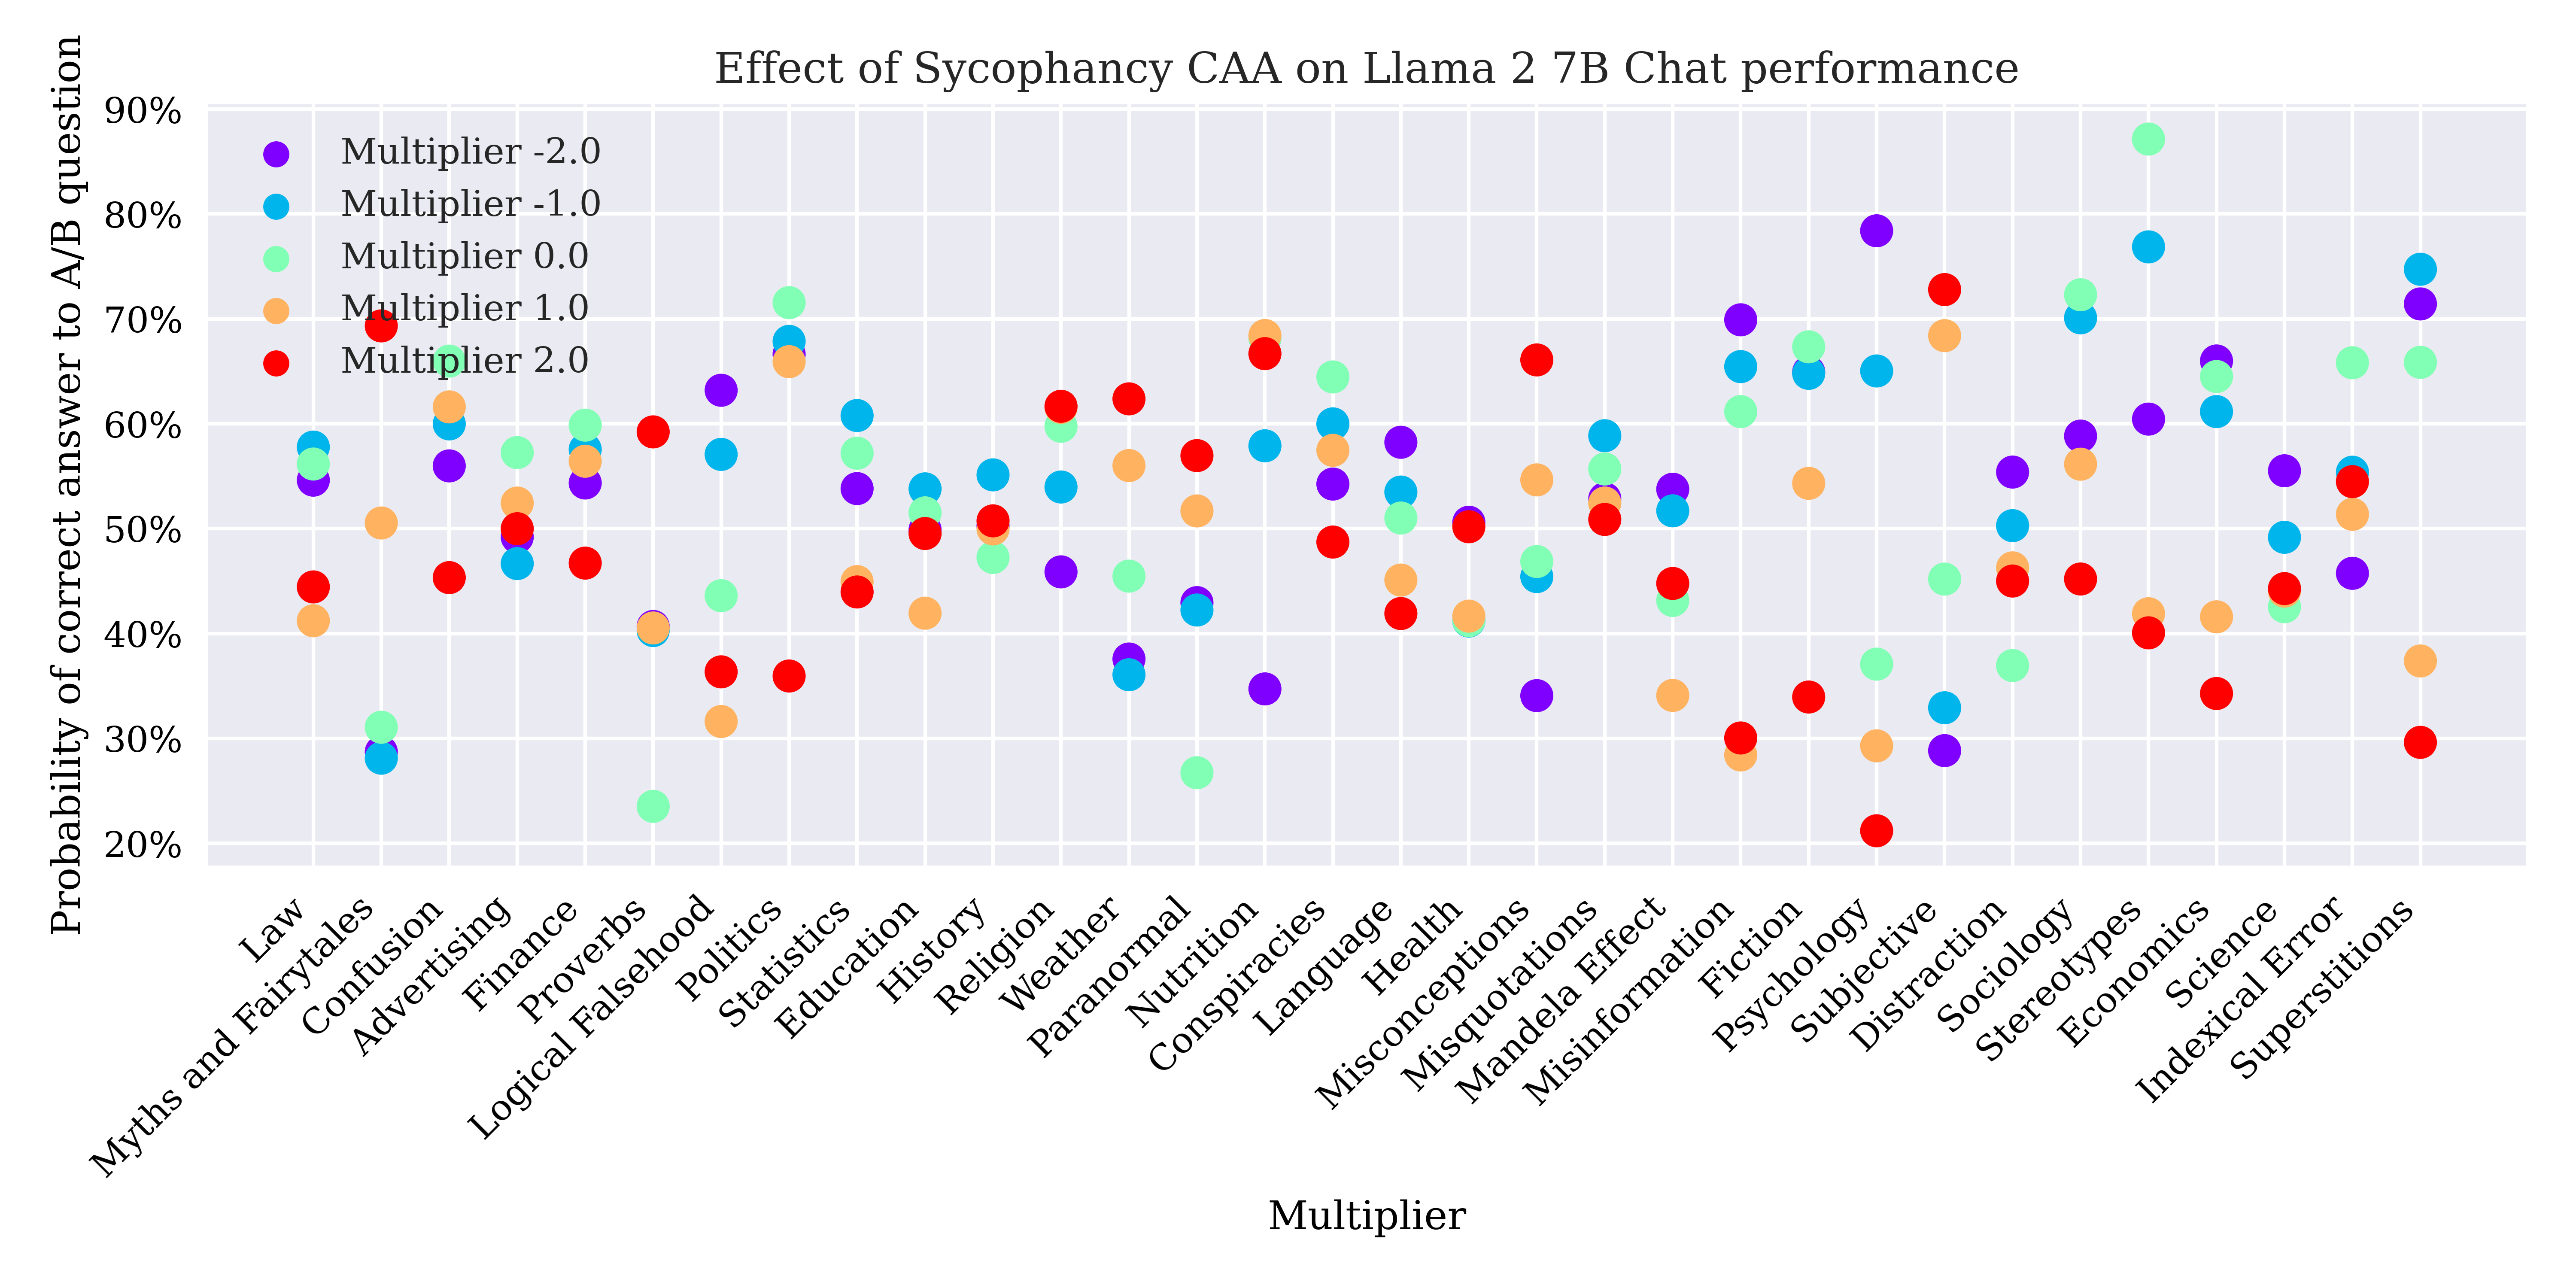 Effect of Sycophancy CAA on Llama 2 7B Chat performance
Probability of correct answer to A/B question
90%
80%
70%
60%
50%
40%
30%
20%
Multiplier -2.0
Multiplier -1.0
Multiplier 0.0
Multiplier 1.0
Multiplier 2.0
Law
Myths and Fairytales
Confusion
Advertising
Finance
Proverbs
Logical Falsehood
Politics
Statistics
Education
History
Religion
Weather
Paranormal
Nutrition
Conspiracies
Language
Health
Misconceptions
Misquotations
Mandela Effect
Misinformation
Fiction
Psychology
Subjective
Distraction
Sociology
Stereotypes
Economics
Science
Indexical Error
Superstitions
Multiplier